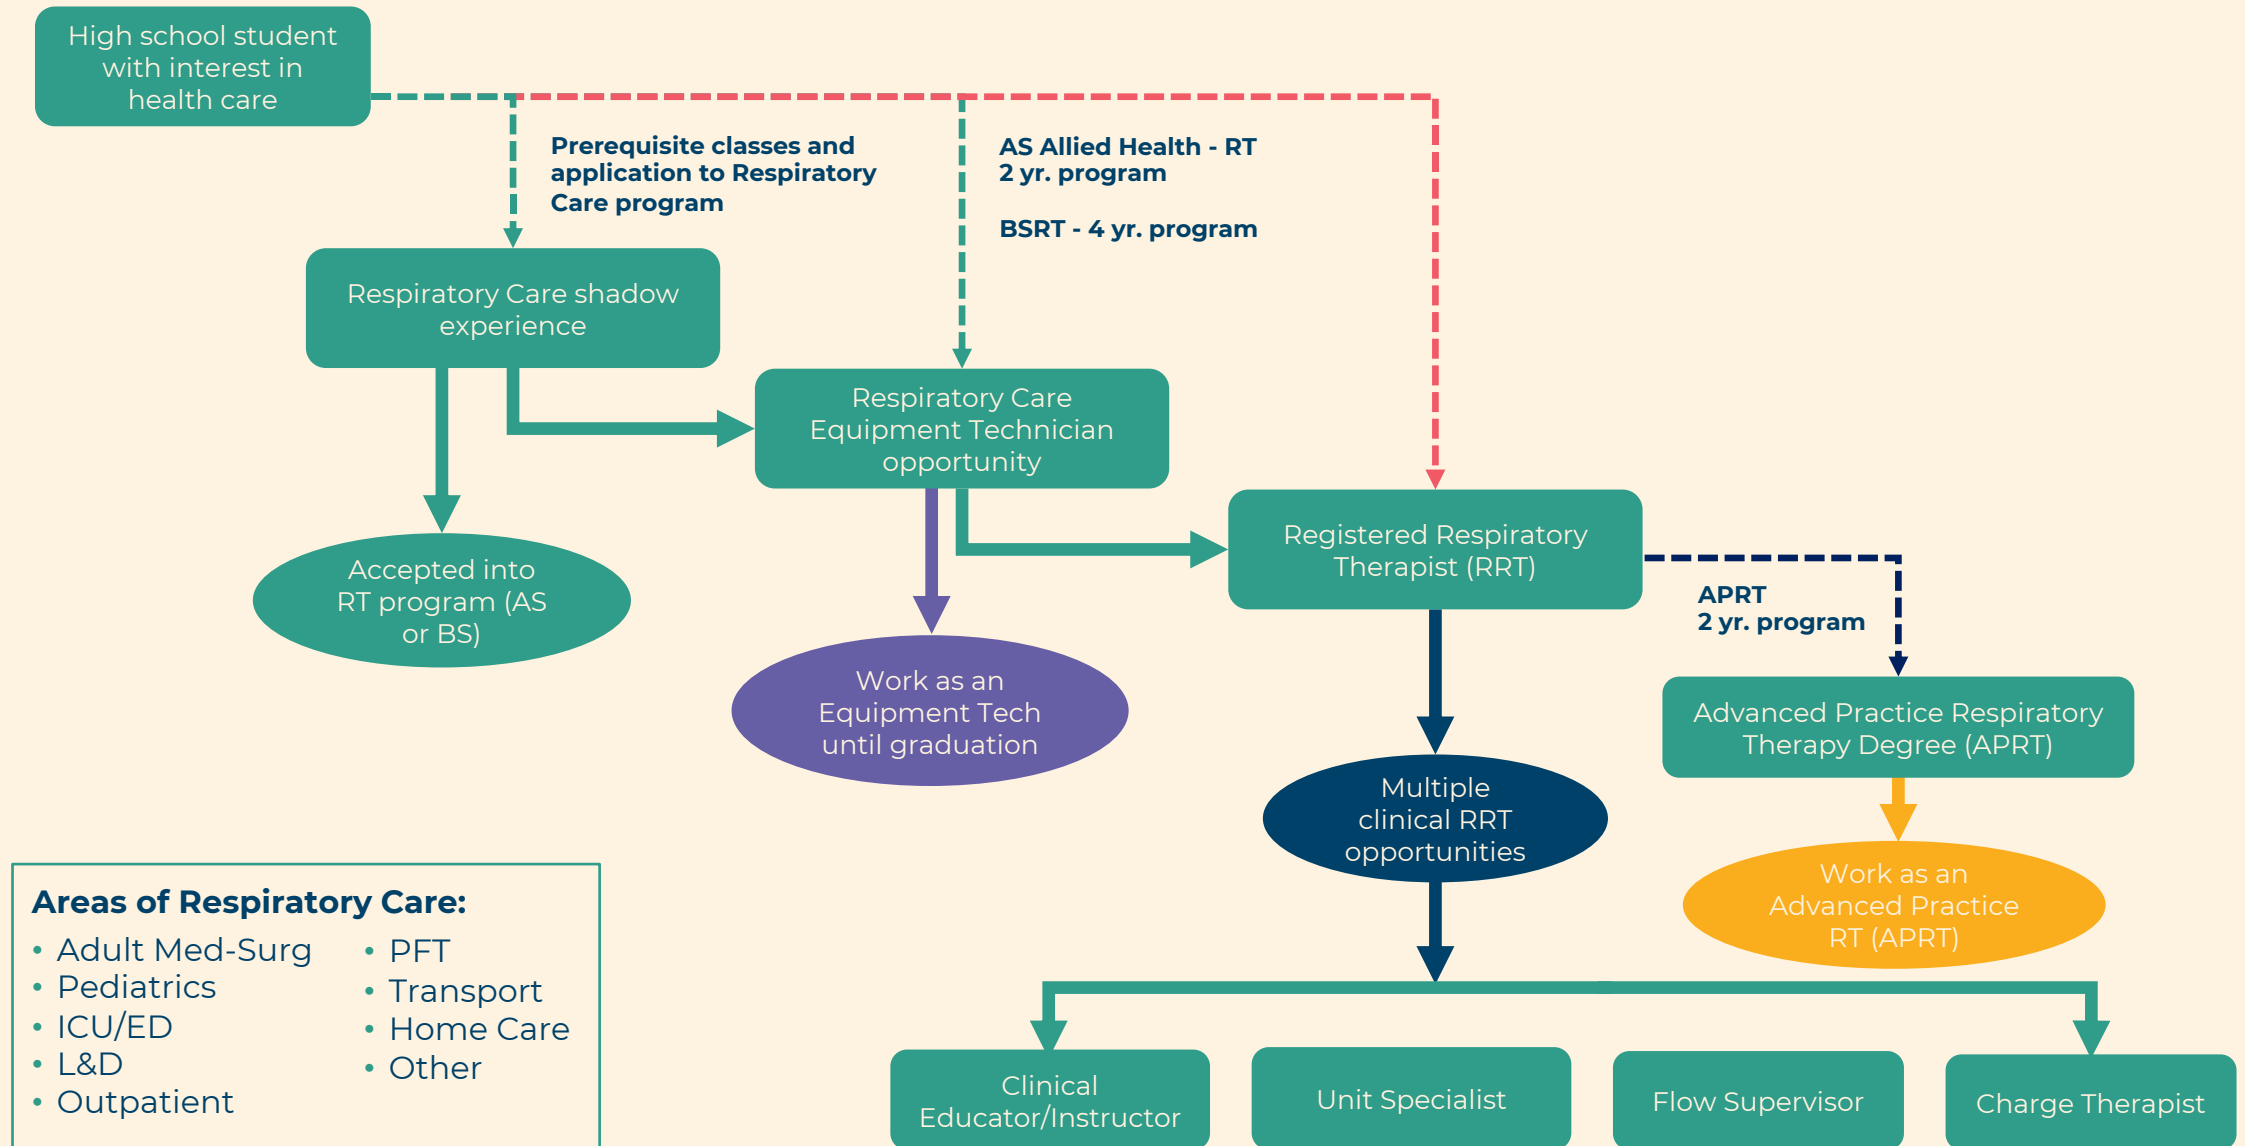 High school student
with interest in
health care
Prerequisite classes and
application to Respiratory
Care program
AS Allied Health - RT
2 yr. program
BSRT - 4 yr. program
Respiratory Care shadow
experience
Respiratory Care
Equipment Technician
opportunity
Registered Respiratory
Therapist (RRT)
Accepted into
RT program (AS
or BS)
APRT
2 yr. program
Work as an
Equipment Tech
until graduation
Advanced Practice Respiratory
Therapy Degree (APRT)
Multiple
clinical RRT
opportunities
Work as an
Advanced Practice
RT (APRT)
Areas of Respiratory Care:
• Adult Med-Surg
• Pediatrics
• ICU/ED
• L&D
• Outpatient
• PFT
• Transport
• Home Care
• Other
Clinical
Educator/Instructor
Unit Specialist
Flow Supervisor
Charge Therapist